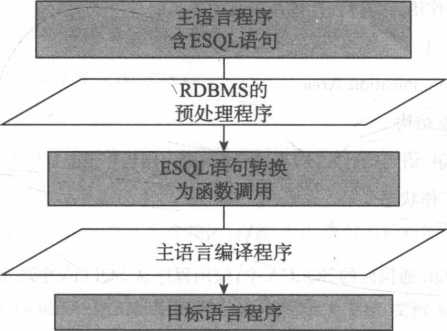 主语言程序
含ESQL语句
RDBMS的
预处理程序
ESQL语句转换
为函数调用
主语言编译程序
目标语言程序